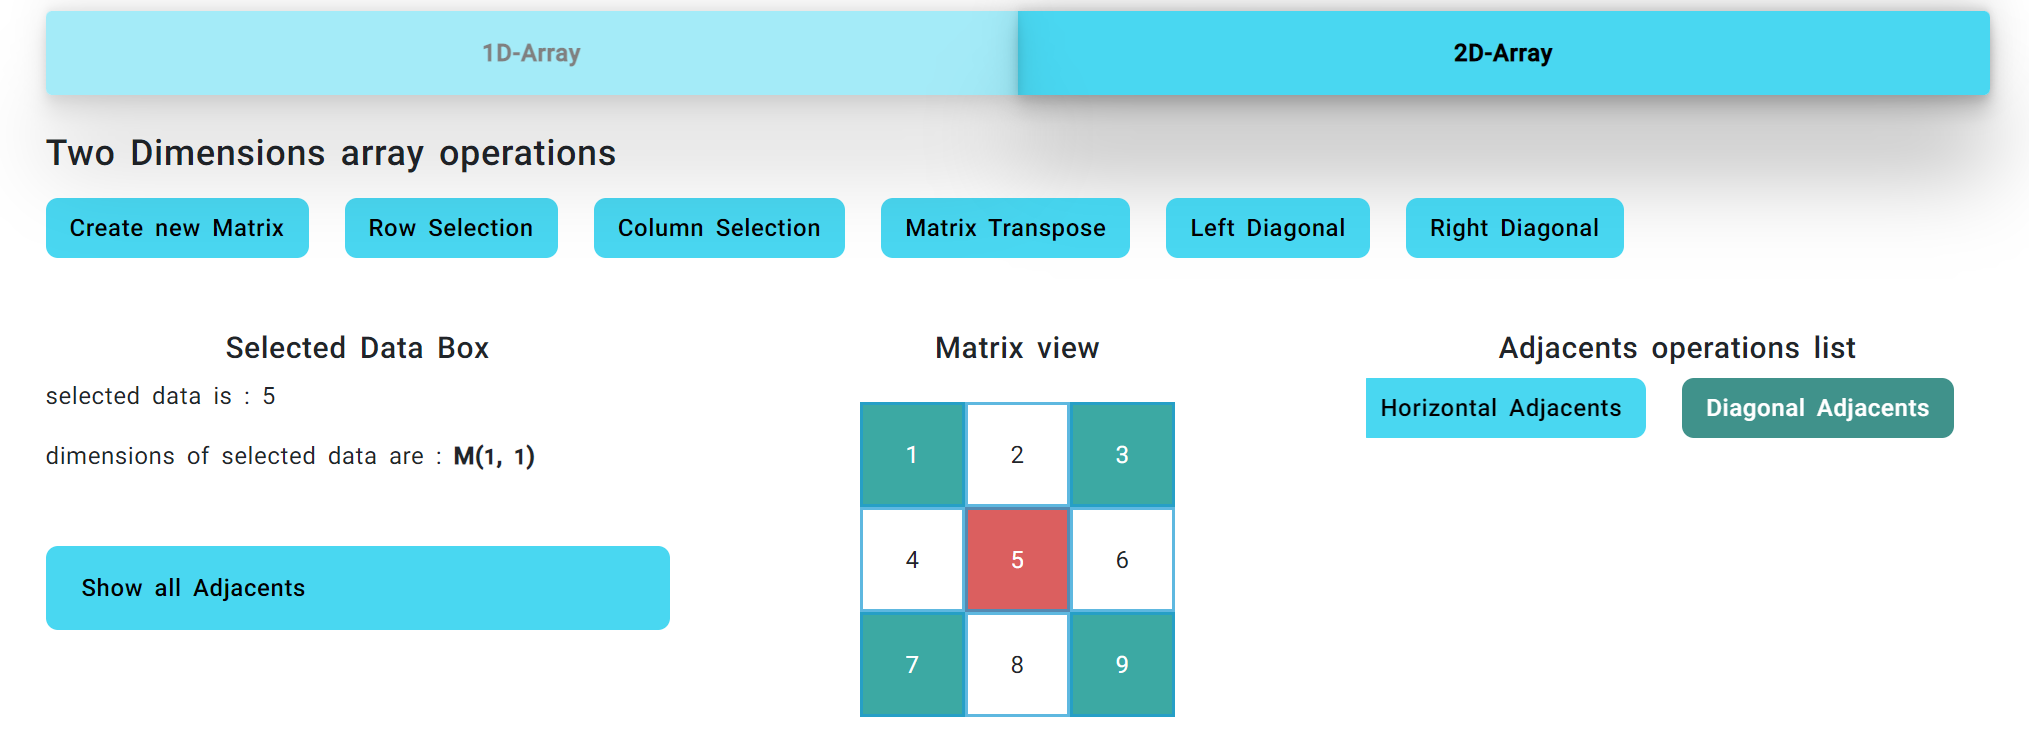 1D-Array
2D-Array
Two Dimensions array operations
Create new Matrix
Row Selection
Column Selection
Matrix Transpose
Left Diagonal
Right Diagonal
Selected Data Box
selected data is : 5
dimensions of selected data are : M(1, 1)
Show all Adjacents
Matrix view
1 2 3
4 5 6
7 8 9
Adjacents operations list
Horizontal Adjacents
Diagonal Adjacents